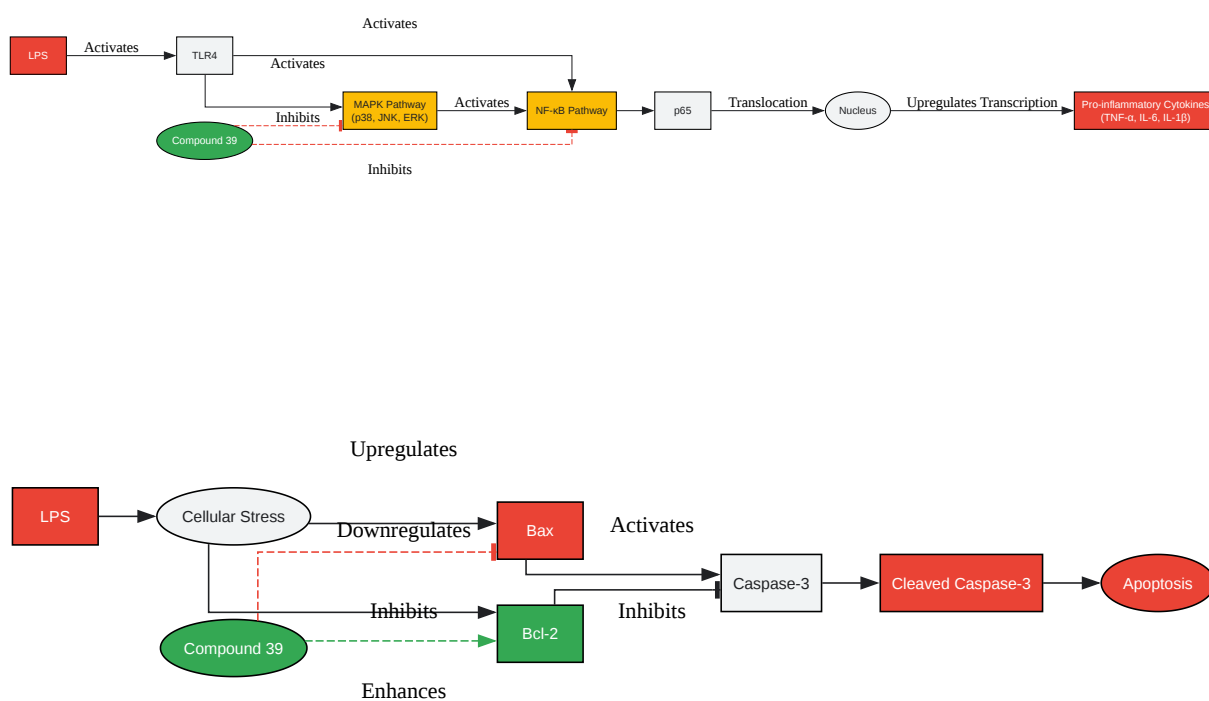 Activates
LPS
Activates
TLR4
Activates
MAPK Pathway
(p38, JNK, ERK)
Activates
NF-κB Pathway
p65
Translocation
Nucleus
Upregulates Transcription
Pro-inflammatory Cytokines
(TNF-α, IL-6, IL-1β)
Inhibits
Compound 39
Inhibits
Upregulates
LPS
Cellular Stress
Downregulates
Bax
Activates
Caspase-3
Cleaved Caspase-3
Apoptosis
Inhibits
Inhibits
Bcl-2
Compound 39
Enhances